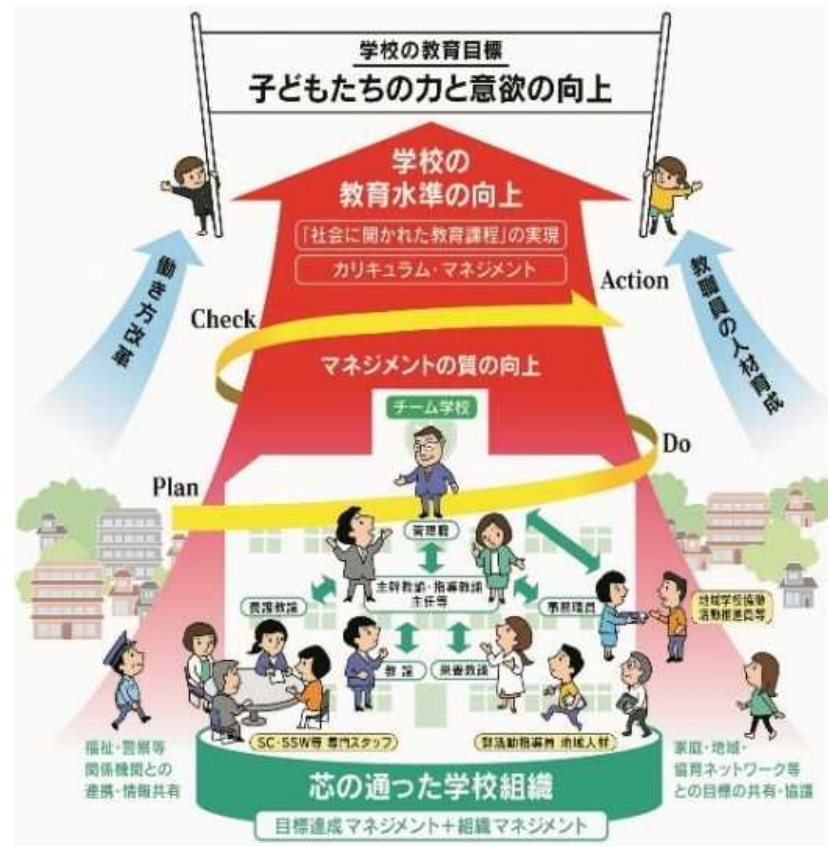 学校の教育目標
子どもたちの力と意欲の向上
学校の
教育水準の向上
「社会に開かれた教育課程」の実現
カリキュラム・マネジメント
働き方改革
教職員の人材育成
Check
Action
マネジメントの質の向上
チーム学校
Plan
Do
管理職
主幹教諭・指導教諭
主任等
養護教諭
事務職員
地域学校協働
活動推進員等
教諭
栄養教諭
SC・SSW等 専門スタッフ
部活動指導員 地域人材
福祉・警察等
関係機関との
連携・情報共有
家庭・地域・
協育ネットワーク等
との目標の共有・協議
芯の通った学校組織
目標達成マネジメント+組織マネジメント